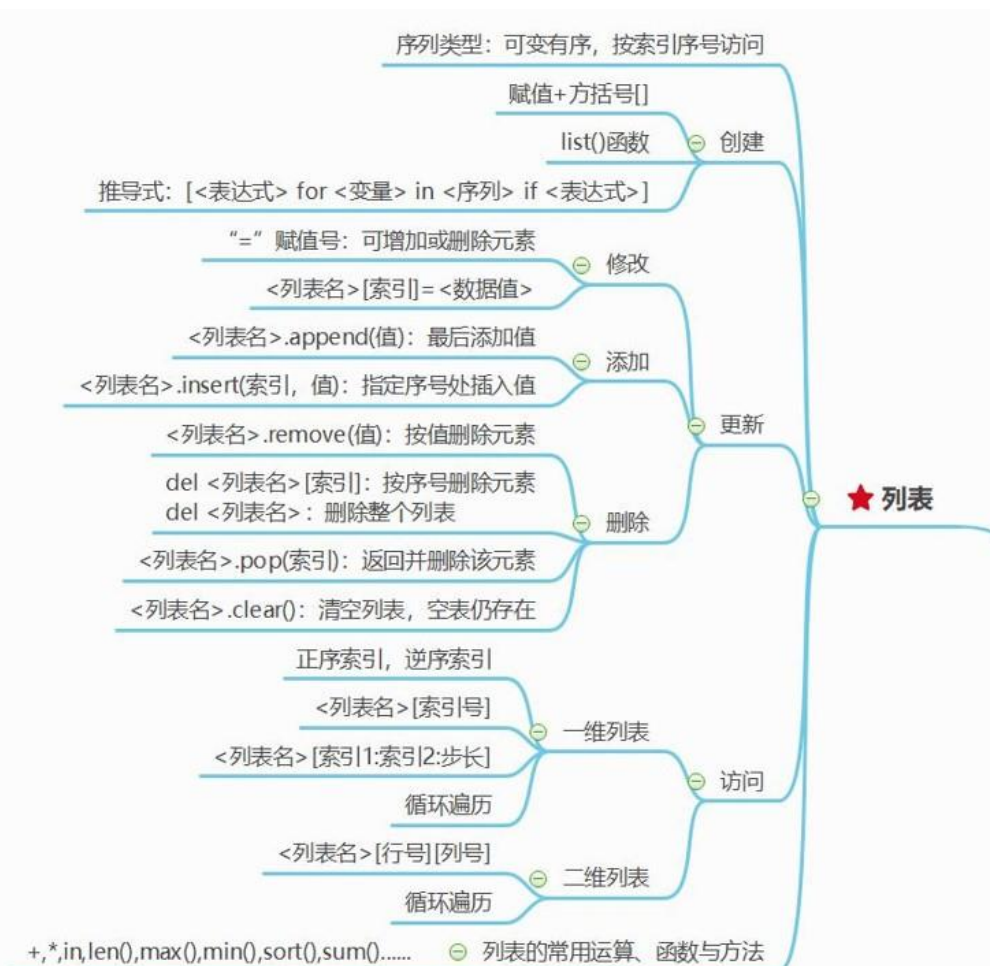 序列类型：可变有序，按索引序号访问
赋值+方括号[]
list()函数
创建
推导式：[<表达式> for <变量> in <序列> if <表达式>]
“=”赋值号：可增加或删除元素
修改
<列表名>[索引]=<数据值>
<列表名>.append(值)：最后添加值
添加
<列表名>.insert(索引，值)：指定序号处插入值
更新
<列表名>.remove(值)：按值删除元素
del <列表名>[索引]：按序号删除元素
del <列表名>：删除整个列表
删除
<列表名>.pop(索引)：返回并删除该元素
<列表名>.clear()：清空列表，空表仍存在
列表
正序索引，逆序索引
<列表名>[索引号]
一维列表
<列表名>[索引1:索引2:步长]
循环遍历
访问
<列表名>[行号][列号]
二维列表
循环遍历
+,*,in,len(),max(),min(),sort(),sum()......
列表的常用运算、函数与方法